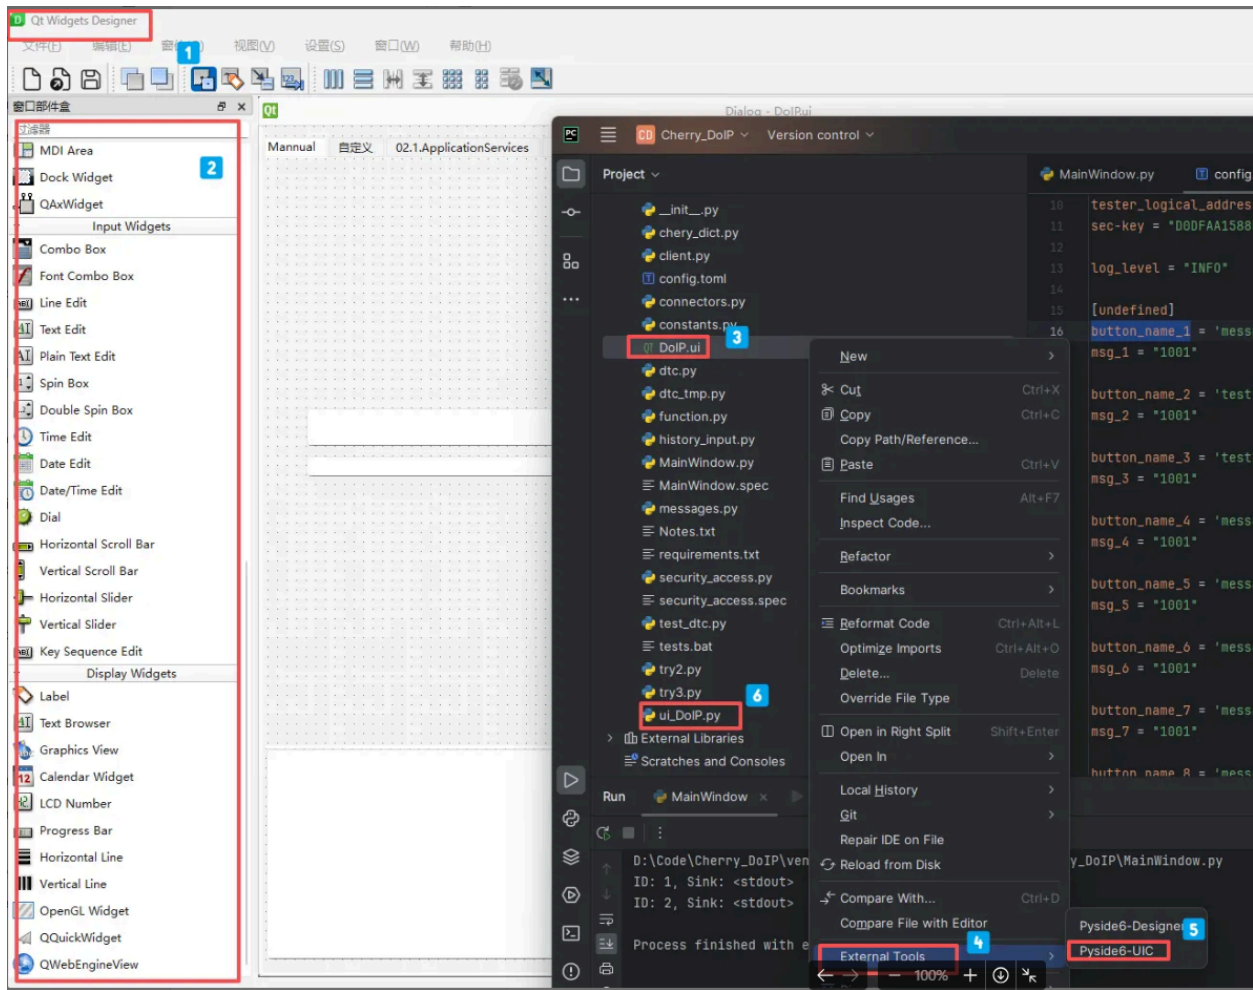 Qt Widgets Designer
文件(F) 编辑(E) 窗体(O) 视图(V) 设置(S) 窗口(W) 帮助(H)
1
窗口部件盒
Qt
Dialog - DoIP.ui
过滤器
2
MDI Area
Dock Widget
QAxWidget
Input Widgets
Combo Box
Font Combo Box
Line Edit
Text Edit
Plain Text Edit
Spin Box
Double Spin Box
Time Edit
Date Edit
Date/Time Edit
Dial
Horizontal Scroll Bar
Vertical Scroll Bar
Horizontal Slider
Vertical Slider
Key Sequence Edit
Display Widgets
Label
Text Browser
Graphics View
Calendar Widget
LCD Number
Progress Bar
Horizontal Line
Vertical Line
OpenGL Widget
QQuickWidget
QWebEngineView
Mannual 自定义 02.1.ApplicationServices
PC CD Cherry_DoIP Version control
Project
__init__.py
chery_dict.py
client.py
config.toml
connectors.py
constants.py
DoIP.ui
3
dtc.py
dtc_tmp.py
function.py
history_input.py
MainWindow.py
MainWindow.spec
messages.py
Notes.txt
requirements.txt
security_access.py
security_access.spec
test_dtc.py
tests.bat
try2.py
try3.py
6
ui_DoIP.py
External Libraries
Scratches and Consoles
MainWindow.py config
10 tester_logical_addres
11 sec-key = "D0DFAA1588
12
13 log_level = "INFO"
14
15 [undefined]
16 button_name_1 = 'mess
msg_1 = "1001"
button_name_2 = 'test
msg_2 = "1001"
button_name_3 = 'test
msg_3 = "1001"
button_name_4 = 'mess
msg_4 = "1001"
button_name_5 = 'mess
msg_5 = "1001"
button_name_6 = 'mess
msg_6 = "1001"
button_name_7 = 'mess
msg_7 = "1001"
button_name_8 = 'mess
New
Cut Ctrl+X
Copy Ctrl+C
Copy Path/Reference...
Paste Ctrl+V
Find Usages Alt+F7
Inspect Code...
Refactor
Bookmarks
Reformat Code Ctrl+Alt+L
Optimize Imports Ctrl+Alt+O
Delete... Delete
Override File Type
Open in Right Split Shift+Enter
Open In
Local History
Git
Repair IDE on File
Reload from Disk
Compare With... Ctrl+D
Compare File with Editor
External Tools
4
Pyside6-Designer
5
Pyside6-UIC
Run MainWindow
D:\Code\Cherry_DoIP\ven
y_DoIP\MainWindow.py
ID: 1, Sink: <stdout>
ID: 2, Sink: <stdout>
Process finished with e
100%